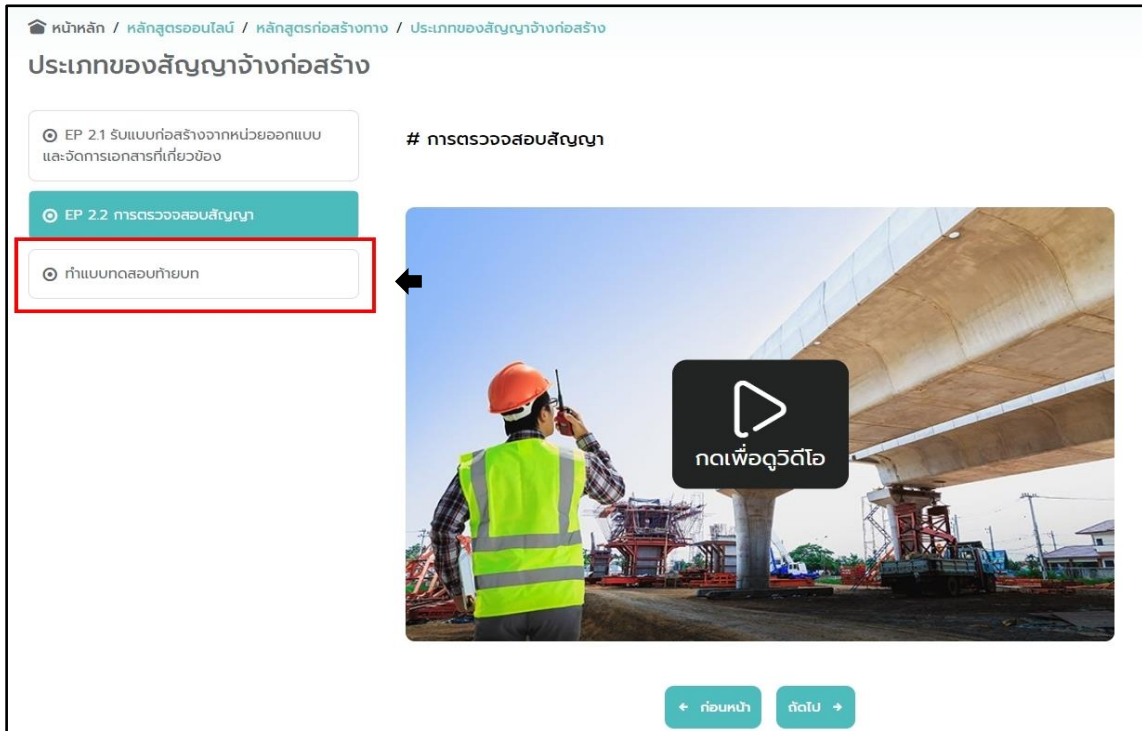 หน้าหลัก / หลักสูตรออนไลน์ / หลักสูตรก่อสร้างทาง / ประเภทของสัญญาจ้างก่อสร้าง
ประเภทของสัญญาจ้างก่อสร้าง
EP 2.1 รับแบบก่อสร้างจากหน่วยออกแบบ
และจัดการเอกสารที่เกี่ยวข้อง
EP 2.2 การตรวจจสอบสัญญา
ทำแบบทดสอบท้ายบท
# การตรวจจสอบสัญญา
กดเพื่อดูวิดีโอ
← ก่อนหน้า
ถัดไป →